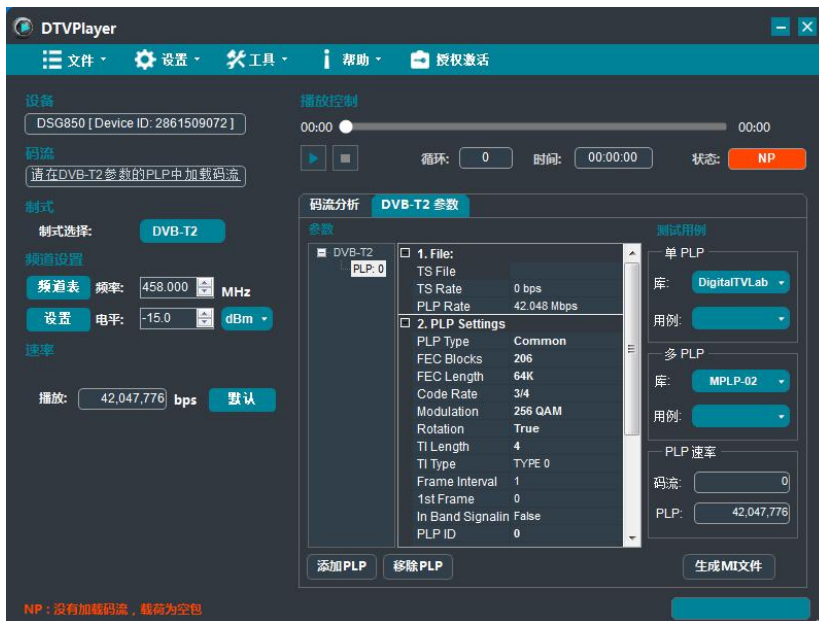 DTVPlayer
文件 设置 工具 帮助 授权激活
设备
DSG850 [ Device ID: 2861509072 ]
码流
请在DVB-T2参数的PLP中加载码流
制式
制式选择: DVB-T2
频道设置
频道表 频率: 458.000 MHz
设置 电平: -15.0 dBm
速率
播放: 42,047,776 bps 默认
播放控制
00:00 00:00
循环: 0 时间: 00:00:00 状态: NP
码流分析 DVB-T2 参数
参数
DVB-T2
PLP: 0
1. File:
TS File
TS Rate 0 bps
PLP Rate 42.048 Mbps
2. PLP Settings
PLP Type Common
FEC Blocks 206
FEC Length 64K
Code Rate 3/4
Modulation 256 QAM
Rotation True
TI Length 4
TI Type TYPE 0
Frame Interval 1
1st Frame 0
In Band Signalin False
PLP ID 0
测试用例
单 PLP
库: DigitalTVLab
用例:
多 PLP
库: MPLP-02
用例:
PLP 速率
码流: 0
PLP: 42,047,776
添加PLP 移除PLP 生成MI文件
NP : 没有加载码流 , 载荷为空包